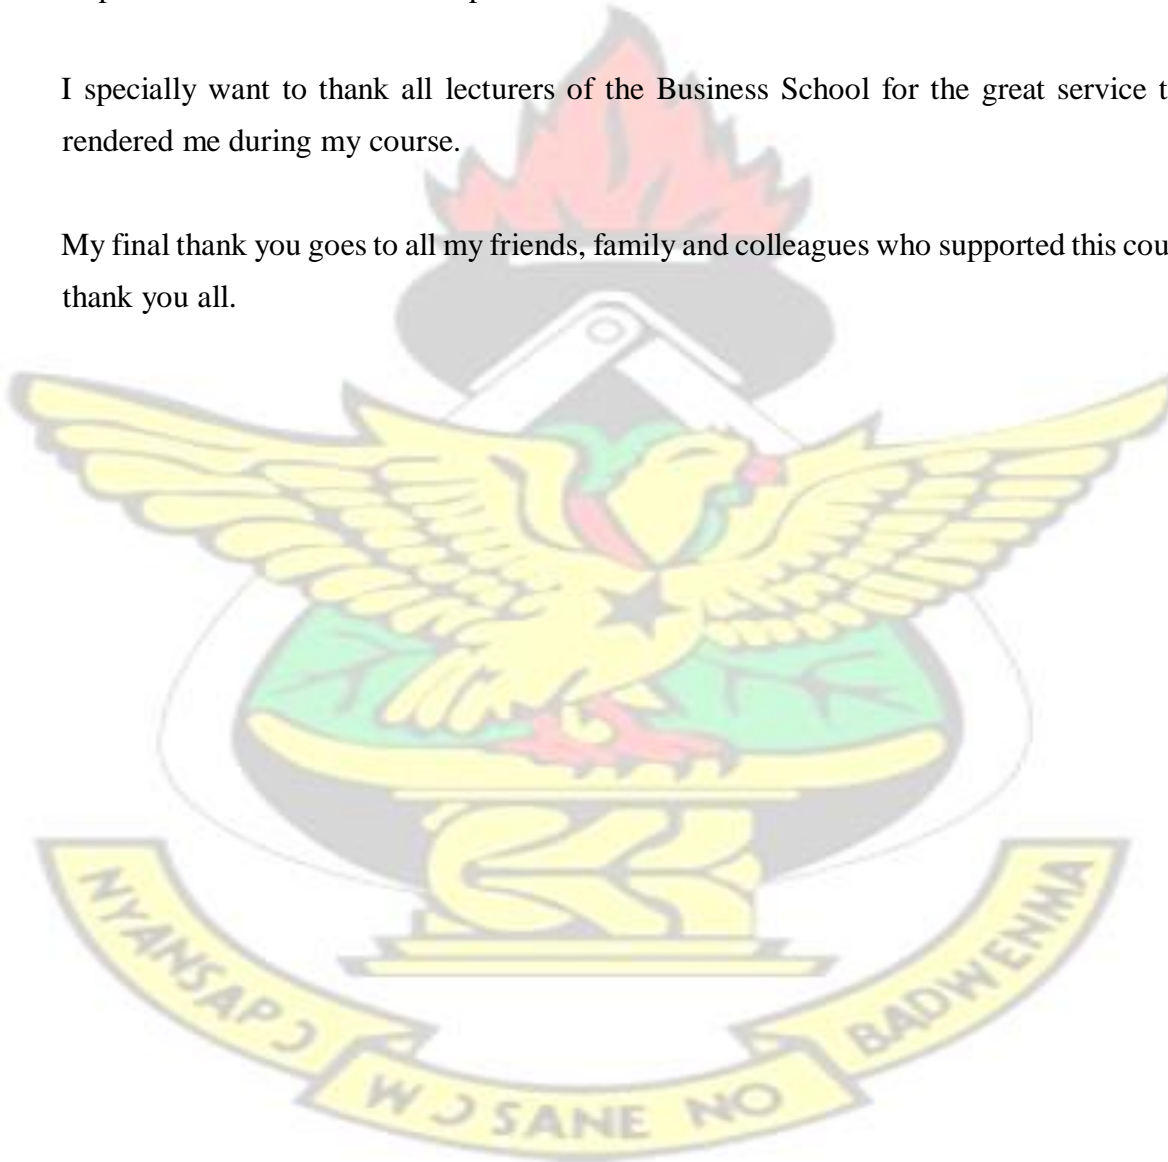 I specially want to thank all lecturers of the Business School for the great service t
rendered me during my course.
My final thank you goes to all my friends, family and colleagues who supported this cou
thank you all.
NYANSAPƆ
WƆSANE NO
BADWENMA